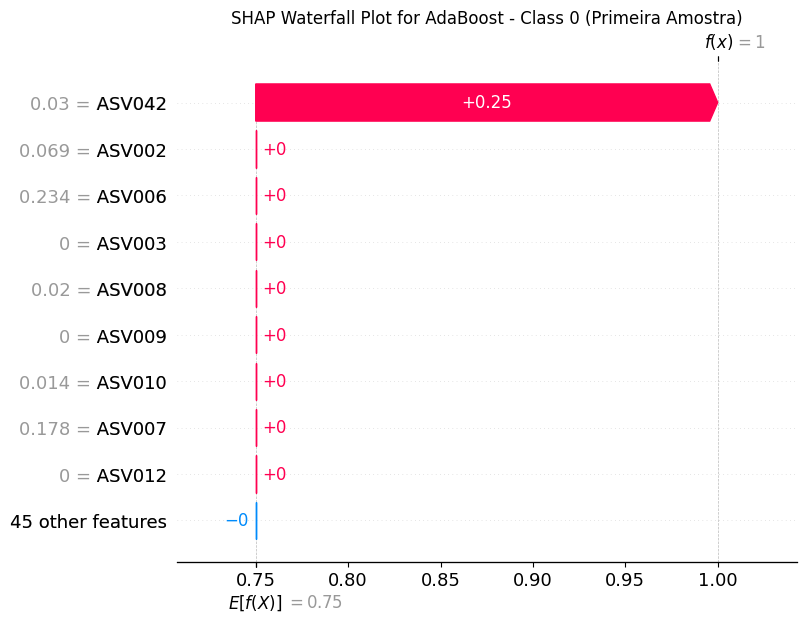 SHAP Waterfall Plot for AdaBoost - Class 0 (Primeira Amostra)
f(x) = 1
0.03 = ASV042 +0.25
0.069 = ASV002 +0
0.234 = ASV006 +0
0 = ASV003 +0
0.02 = ASV008 +0
0 = ASV009 +0
0.014 = ASV010 +0
0.178 = ASV007 +0
0 = ASV012 +0
45 other features −0
0.75 0.80 0.85 0.90 0.95 1.00
E[f(X)] = 0.75